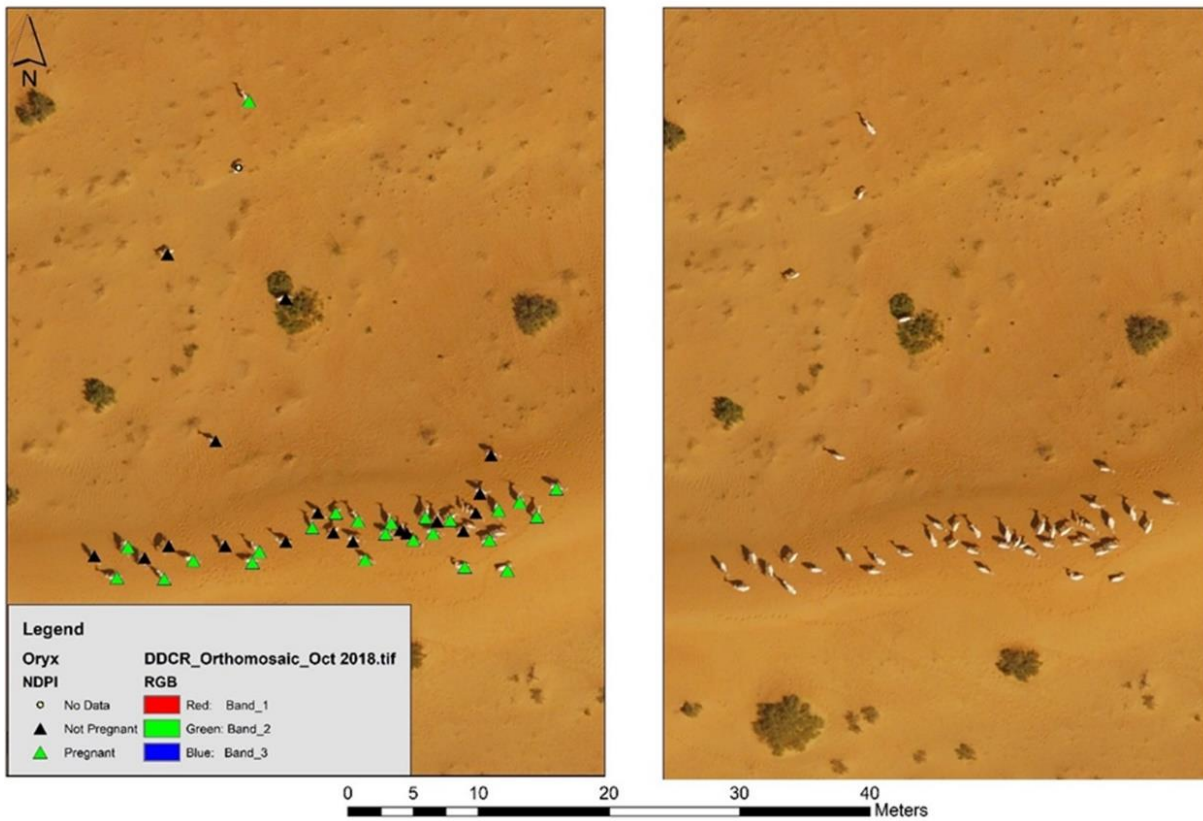 N
Legend
Oryx DDCR_Orthomosaic_Oct 2018.tif
NDPI RGB
No Data Red: Band_1
Not Pregnant Green: Band_2
Pregnant Blue: Band_3
0 5 10 20 30 40 Meters